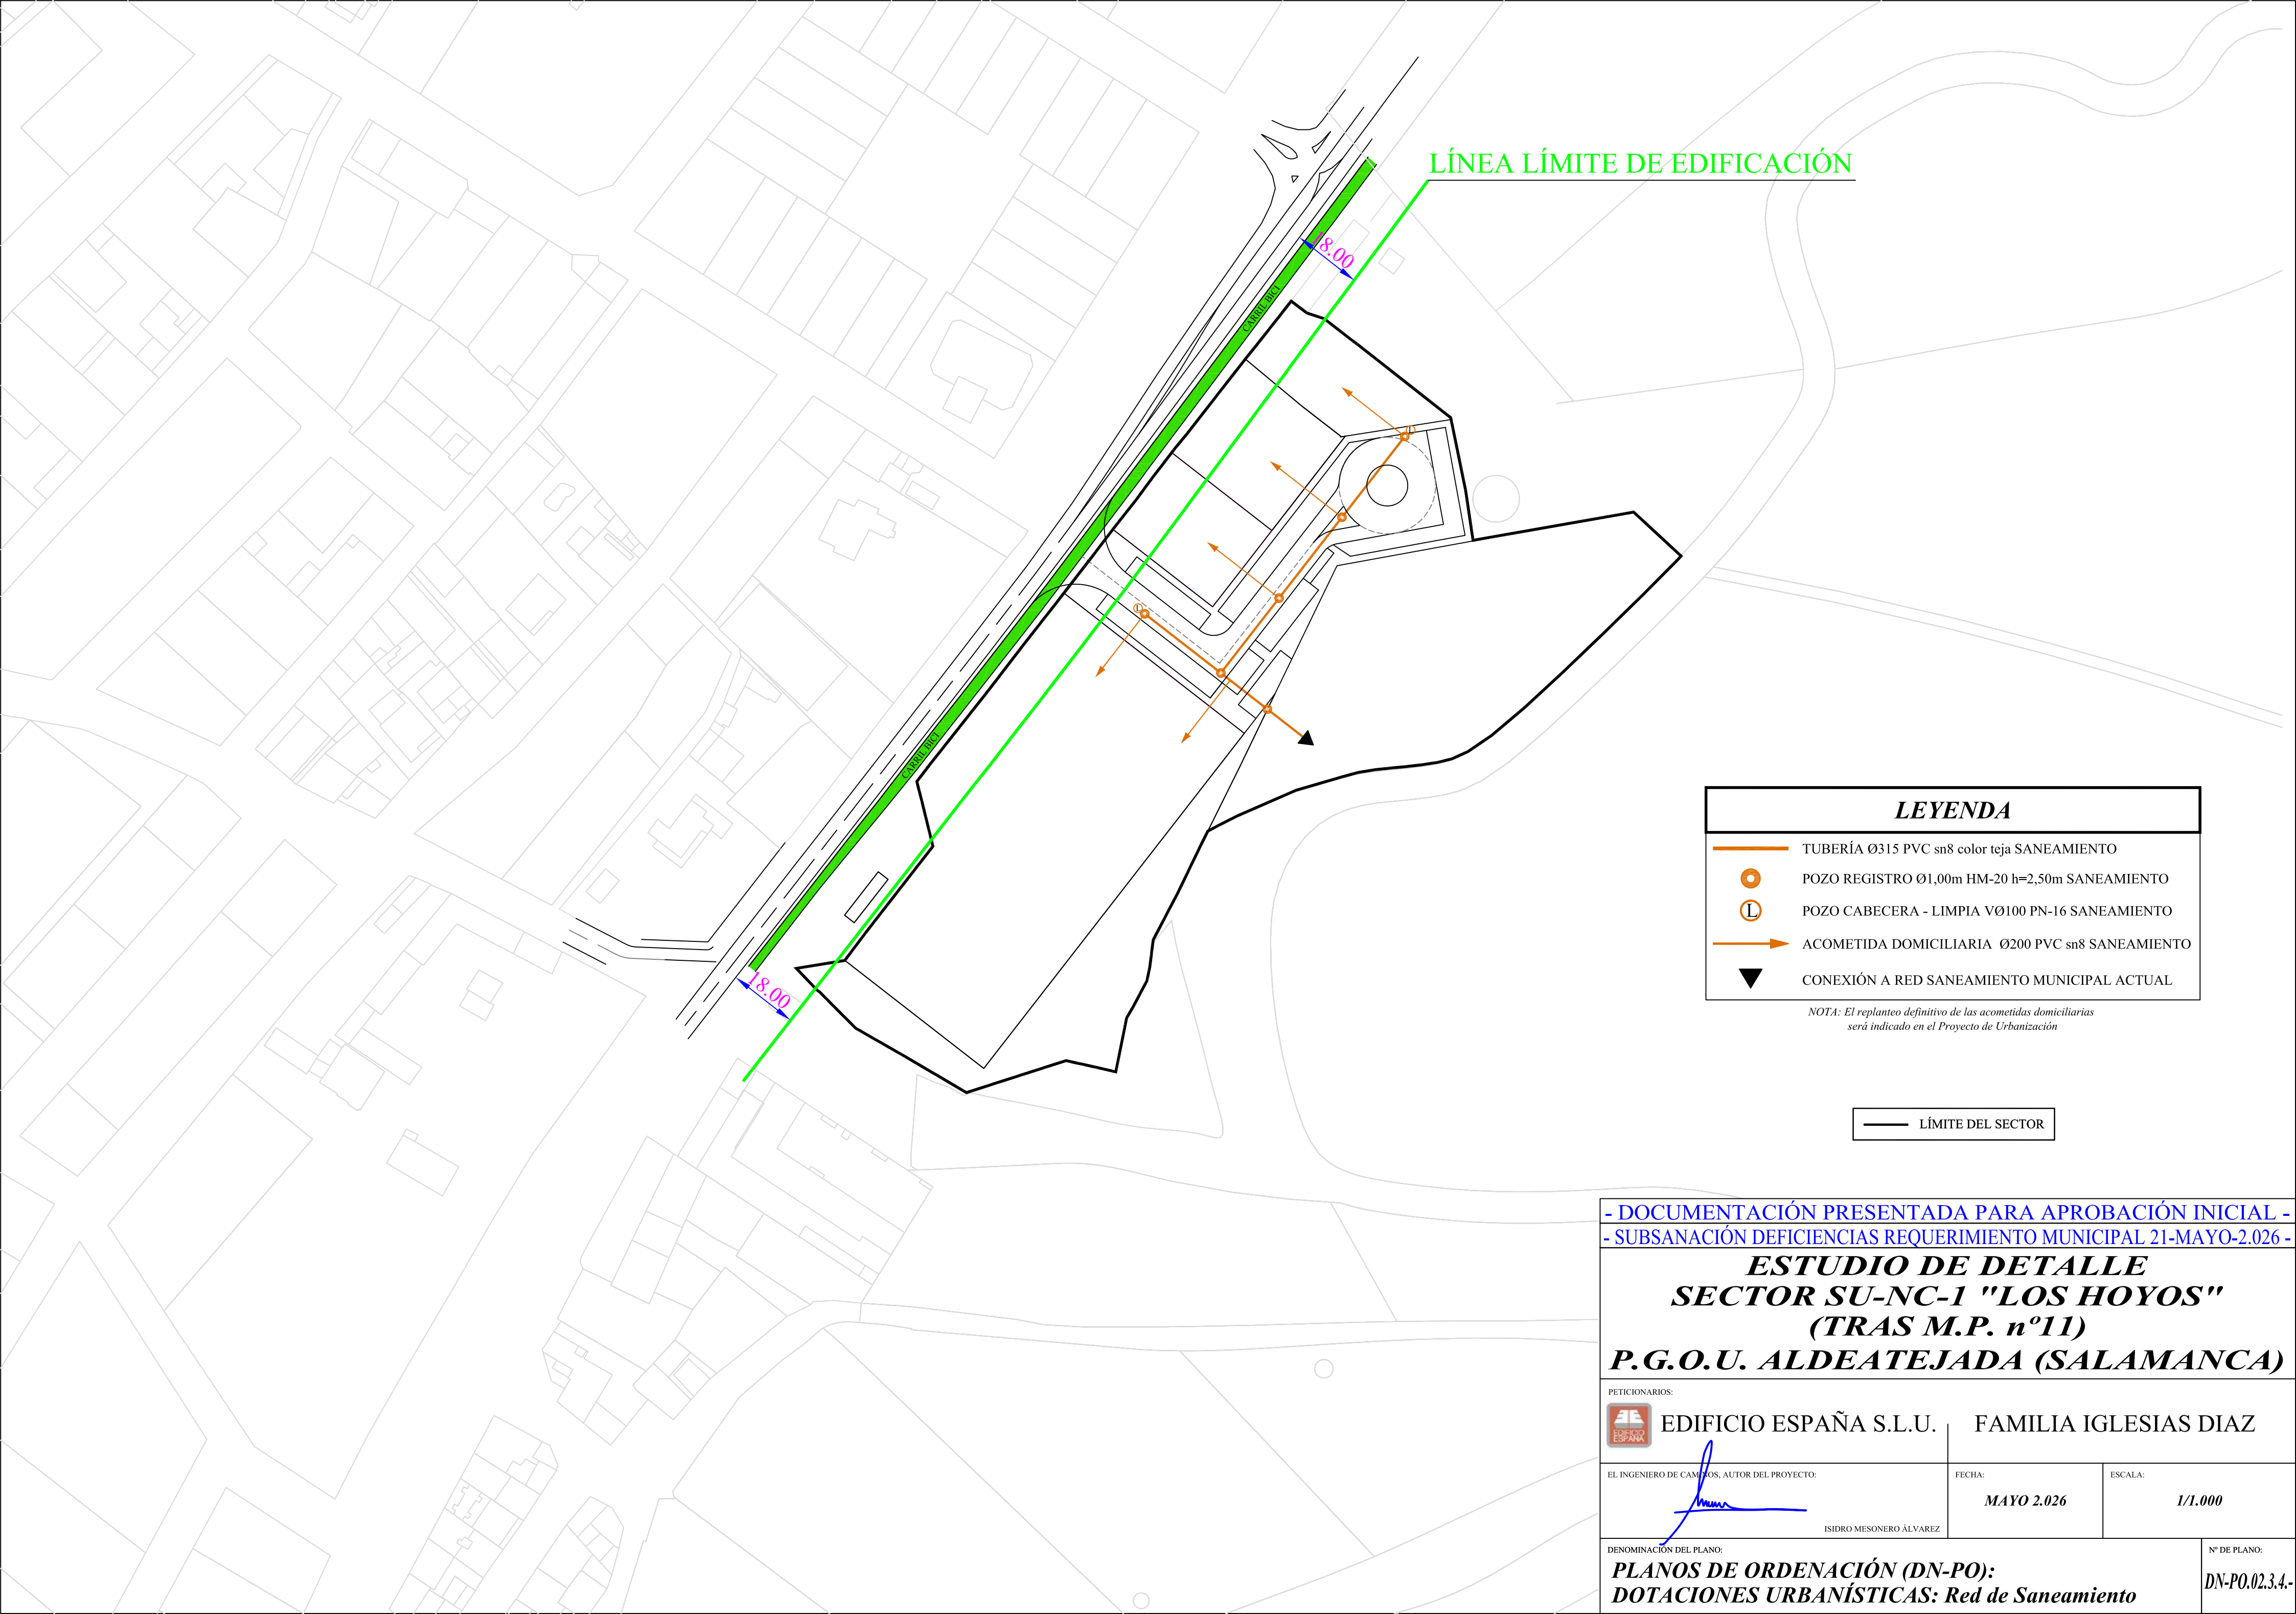 LÍNEA LÍMITE DE EDIFICACIÓN
18.00
CARRIL BICI
L
L
CARRIL BICI
18.00
LEYENDA
TUBERÍA Ø315 PVC sn8 color teja SANEAMIENTO
POZO REGISTRO Ø1,00m HM-20 h=2,50m SANEAMIENTO
L POZO CABECERA - LIMPIA VØ100 PN-16 SANEAMIENTO
ACOMETIDA DOMICILIARIA Ø200 PVC sn8 SANEAMIENTO
CONEXIÓN A RED SANEAMIENTO MUNICIPAL ACTUAL
NOTA: El replanteo definitivo de las acometidas domiciliarias
será indicado en el Proyecto de Urbanización
LÍMITE DEL SECTOR
- DOCUMENTACIÓN PRESENTADA PARA APROBACIÓN INICIAL -
- SUBSANACIÓN DEFICIENCIAS REQUERIMIENTO MUNICIPAL 21-MAYO-2.026 -
ESTUDIO DE DETALLE
SECTOR SU-NC-1 "LOS HOYOS"
(TRAS M.P. nº11)
P.G.O.U. ALDEATEJADA (SALAMANCA)
PETICIONARIOS:
EDIFICIO
ESPAÑA
EDIFICIO ESPAÑA S.L.U.
FAMILIA IGLESIAS DIAZ
EL INGENIERO DE CAMINOS, AUTOR DEL PROYECTO:
ISIDRO MESONERO ÁLVAREZ
FECHA:
MAYO 2.026
ESCALA:
1/1.000
DENOMINACIÓN DEL PLANO:
PLANOS DE ORDENACIÓN (DN-PO):
DOTACIONES URBANÍSTICAS: Red de Saneamiento
Nº DE PLANO:
DN-PO.02.3.4.-